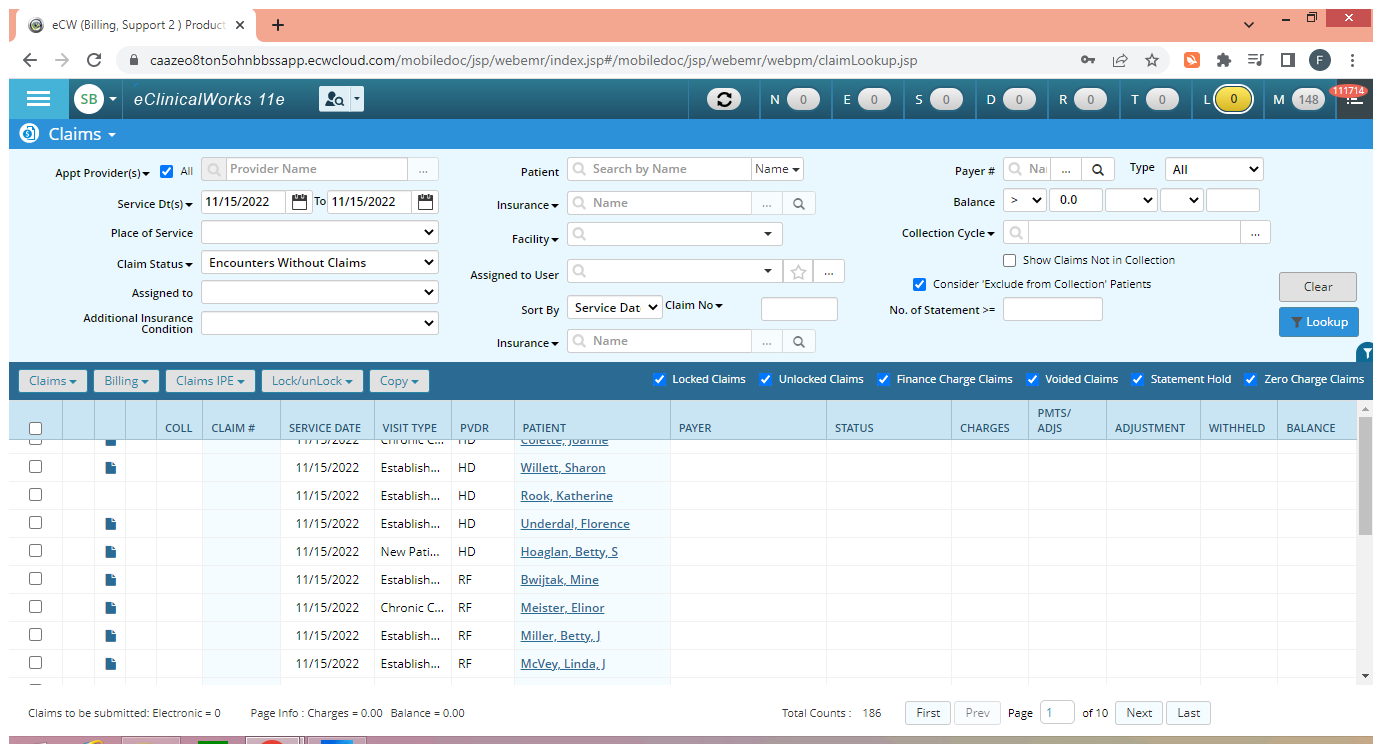 eCW (Billing, Support 2 ) Product
caazeo8ton5ohnbbssapp.ecwcloud.com/mobiledoc/jsp/webemr/index.jsp#/mobiledoc/jsp/webemr/webpm/claimLookup.jsp F
SB eClinicalWorks 11e N 0 E 0 S 0 D 0 R 0 T 0 L 0 M 148 111714
Claims
Appt Provider(s) All Provider Name ... Patient Search by Name Name Payer # Na ... Type All
Service Dt(s) 11/15/2022 To 11/15/2022 Insurance Name ... Balance > 0.0
Place of Service Facility Collection Cycle ...
Claim Status Encounters Without Claims Assigned to User ... Show Claims Not in Collection
Assigned to Consider 'Exclude from Collection' Patients Clear
Additional Insurance Condition Sort By Service Dat Claim No No. of Statement >= Lookup
Insurance Name ...
Claims Billing Claims IPE Lock/unLock Copy Locked Claims Unlocked Claims Finance Charge Claims Voided Claims Statement Hold Zero Charge Claims
COLL CLAIM # SERVICE DATE VISIT TYPE PVDR PATIENT PAYER STATUS CHARGES PMTS/ ADJS ADJUSTMENT WITHHELD BALANCE
11/15/2022 Chronic C... HD Colette, Joanne
11/15/2022 Establish... HD Willett, Sharon
11/15/2022 Establish... HD Rook, Katherine
11/15/2022 Establish... HD Underdal, Florence
11/15/2022 New Pati... HD Hoaglan, Betty, S
11/15/2022 Establish... RF Bwijtak, Mine
11/15/2022 Chronic C... RF Meister, Elinor
11/15/2022 Establish... RF Miller, Betty, J
11/15/2022 Establish... RF McVey, Linda, J
Claims to be submitted: Electronic = 0 Page Info : Charges = 0.00 Balance = 0.00 Total Counts : 186 First Prev Page 1 of 10 Next Last